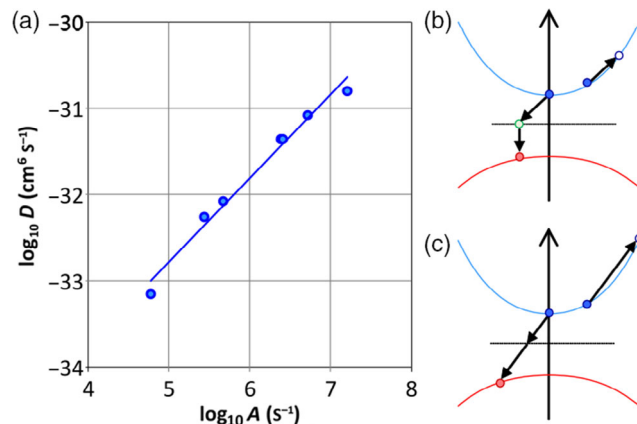 (a)
−30
−31
−32
−33
−34
log₁₀ D (cm⁶ s⁻¹)
4 5 6 7 8
log₁₀ A (s⁻¹)
(b)
(c)